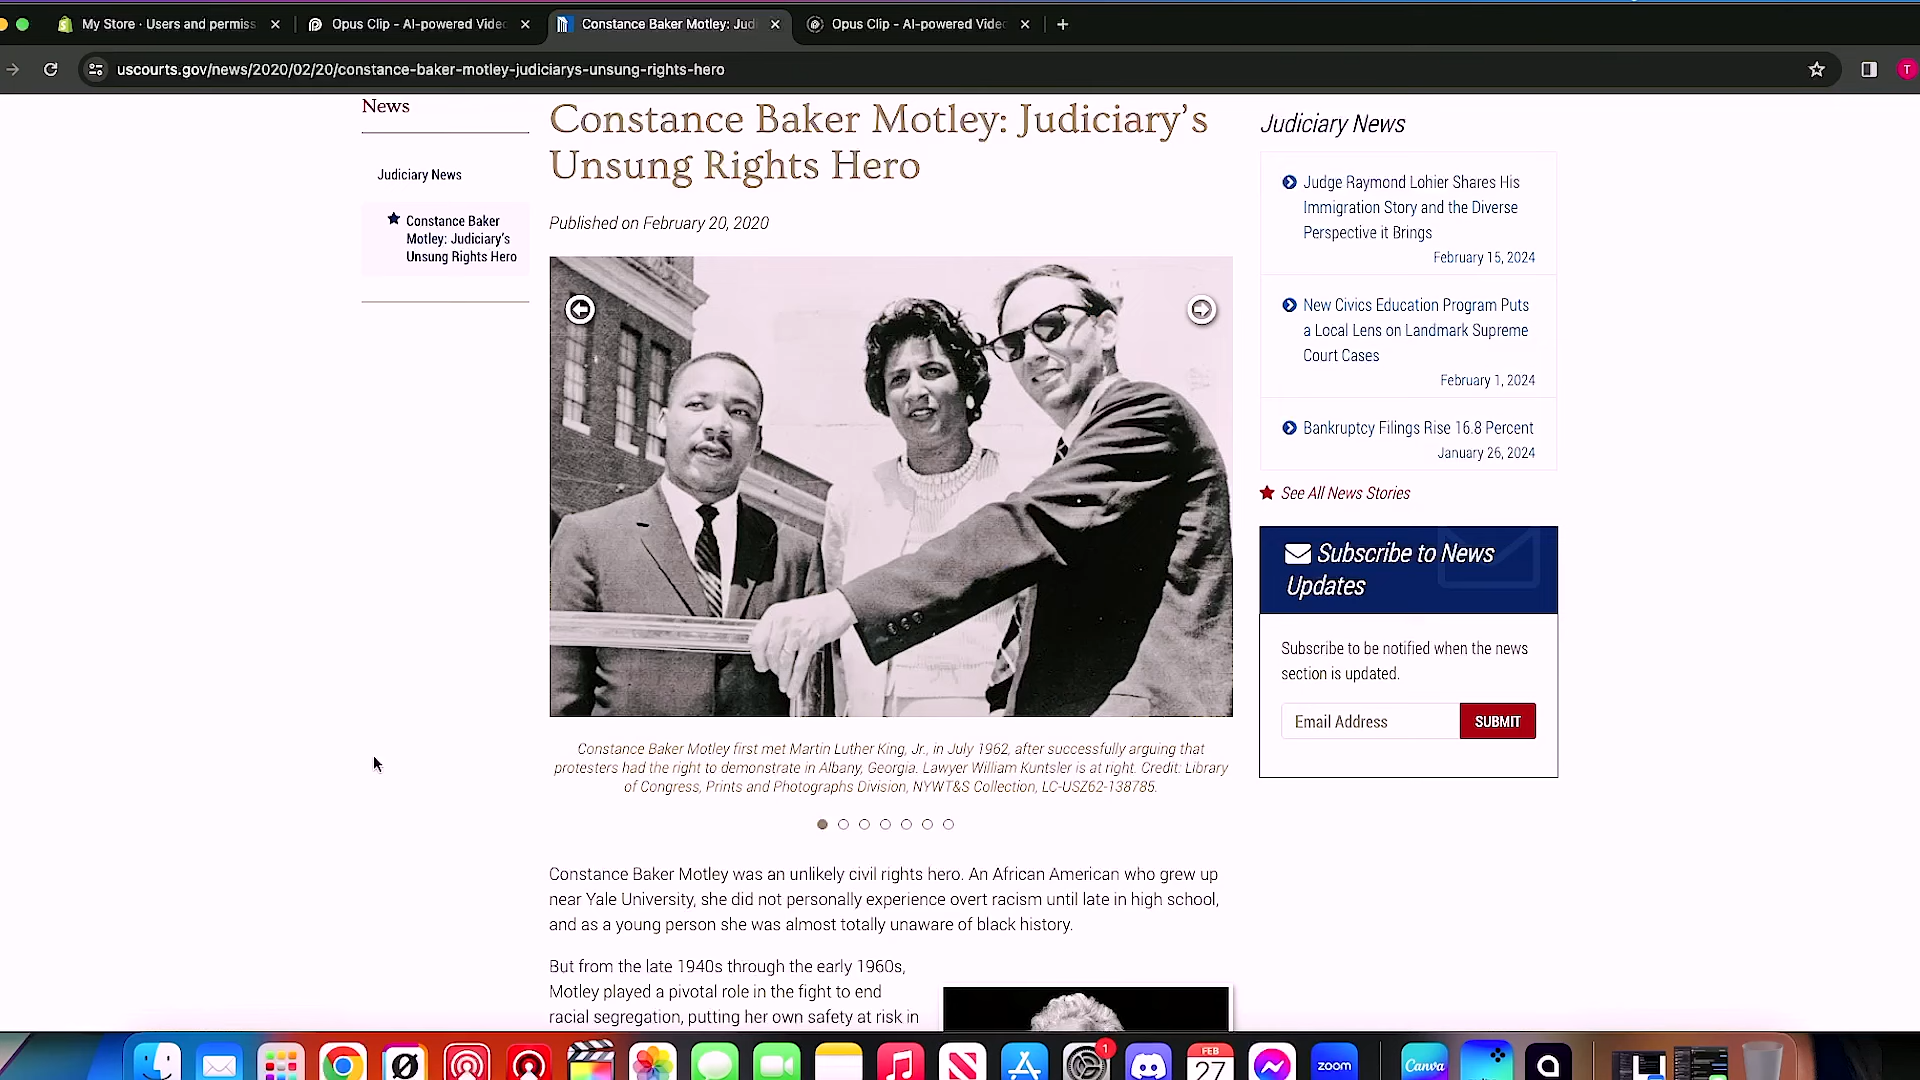 My Store · Users and permiss
Opus Clip - AI-powered Video
Constance Baker Motley: Jud
Opus Clip - AI-powered Video
uscourts.gov/news/2020/02/20/constance-baker-motley-judiciarys-unsung-rights-hero
T
News
Judiciary News
Constance Baker
Motley: Judiciary's
Unsung Rights Hero
Constance Baker Motley: Judiciary's
Unsung Rights Hero
Published on February 20, 2020
Constance Baker Motley first met Martin Luther King, Jr., in July 1962, after successfully arguing that
protesters had the right to demonstrate in Albany, Georgia. Lawyer William Kuntsler is at right. Credit: Library
of Congress, Prints and Photographs Division, NYWT&S Collection, LC-USZ62-138785.
Constance Baker Motley was an unlikely civil rights hero. An African American who grew up
near Yale University, she did not personally experience overt racism until late in high school,
and as a young person she was almost totally unaware of black history.
But from the late 1940s through the early 1960s,
Motley played a pivotal role in the fight to end
racial segregation, putting her own safety at risk in
Judiciary News
Judge Raymond Lohier Shares His
Immigration Story and the Diverse
Perspective it Brings
February 15, 2024
New Civics Education Program Puts
a Local Lens on Landmark Supreme
Court Cases
February 1, 2024
Bankruptcy Filings Rise 16.8 Percent
January 26, 2024
See All News Stories
Subscribe to News
Updates
Subscribe to be notified when the news
section is updated.
Email Address
SUBMIT
1
FEB
27
zoom
Canva